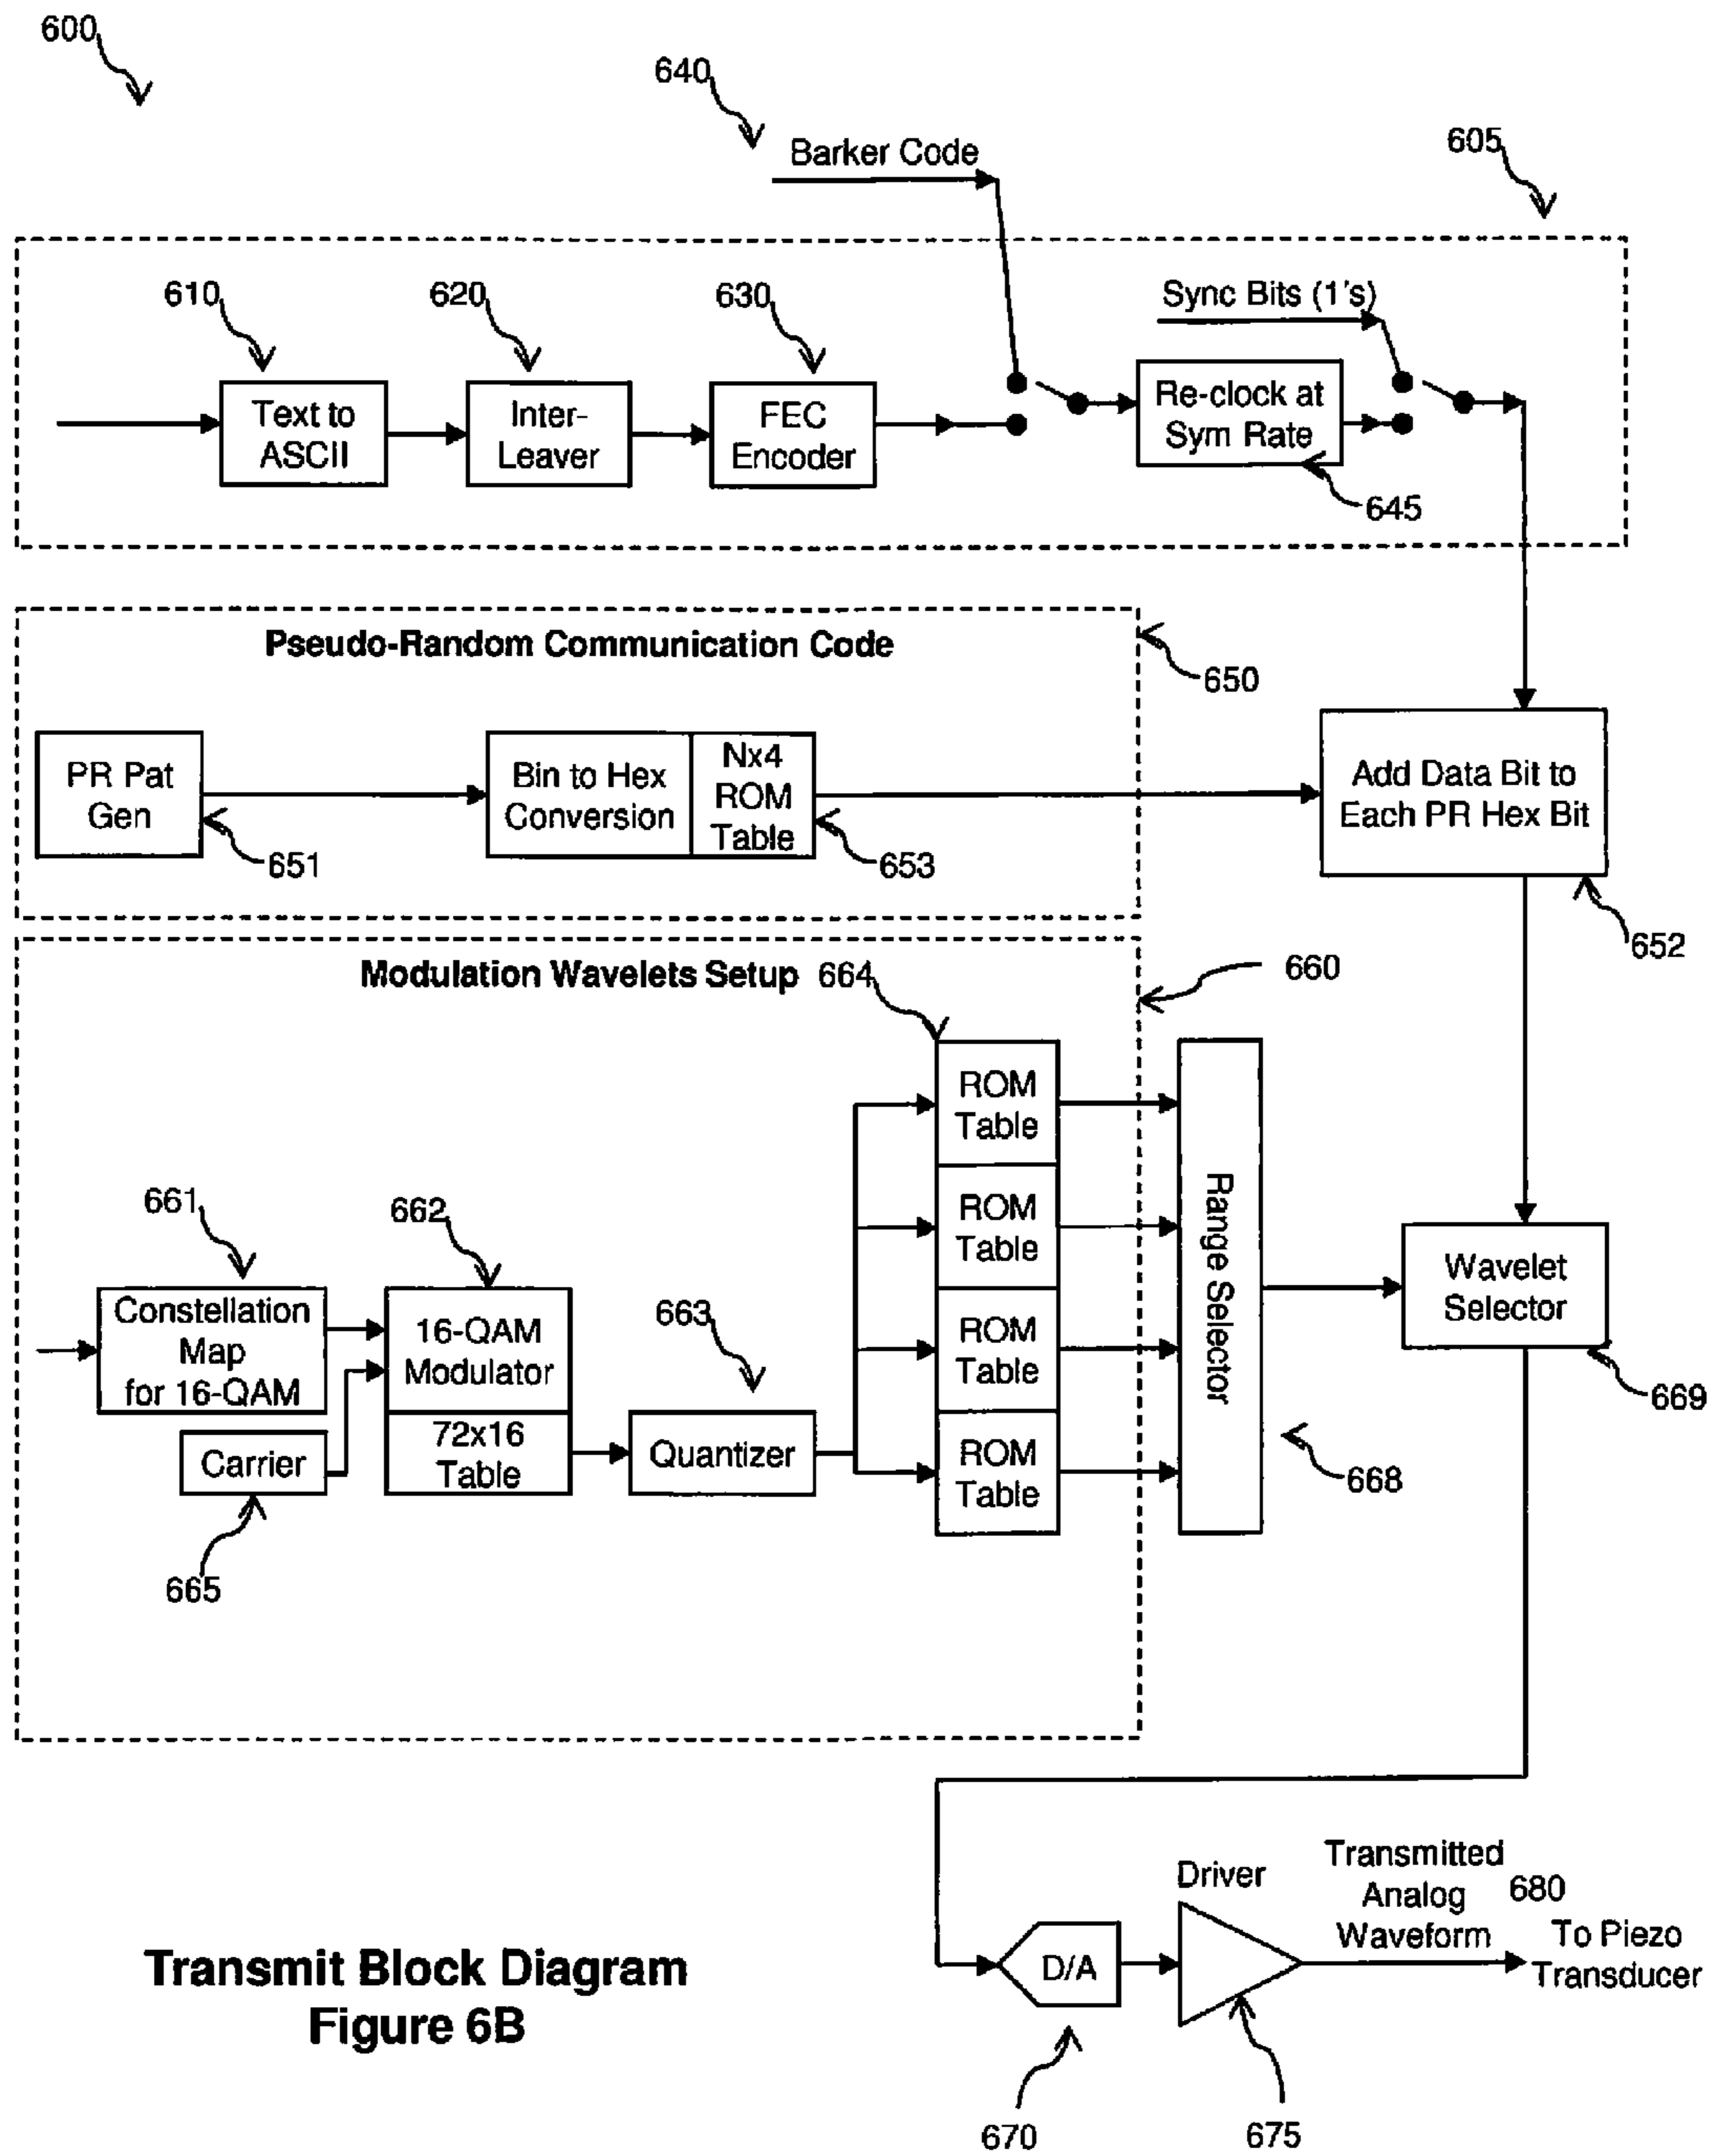 600
640
Barker Code
605
610
620
630
Sync Bits (1's)
Text to
ASCII
Inter-
Leaver
FEC
Encoder
Re-clock at
Sym Rate
645
Pseudo-Random Communication Code
650
PR Pat
Gen
651
Bin to Hex
Conversion
Nx4
ROM
Table
653
Add Data Bit to
Each PR Hex Bit
652
Modulation Wavelets Setup
664
660
ROM
Table
ROM
Table
ROM
Table
ROM
Table
Range Selector
668
661
662
663
Constellation
Map
for 16-QAM
Carrier
665
16-QAM
Modulator
72x16
Table
Quantizer
Wavelet
Selector
669
D/A
670
Driver
675
Transmitted
Analog
Waveform
680
To Piezo
Transducer
Transmit Block Diagram
Figure 6B